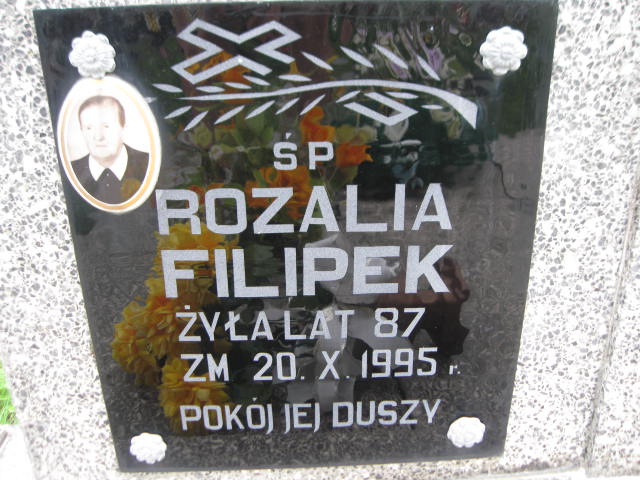 ŚP
ROZALIA
FILIPEK
ŻYŁA LAT 87
ZM 20.X.1995 r.
POKÓJ JEJ DUSZY